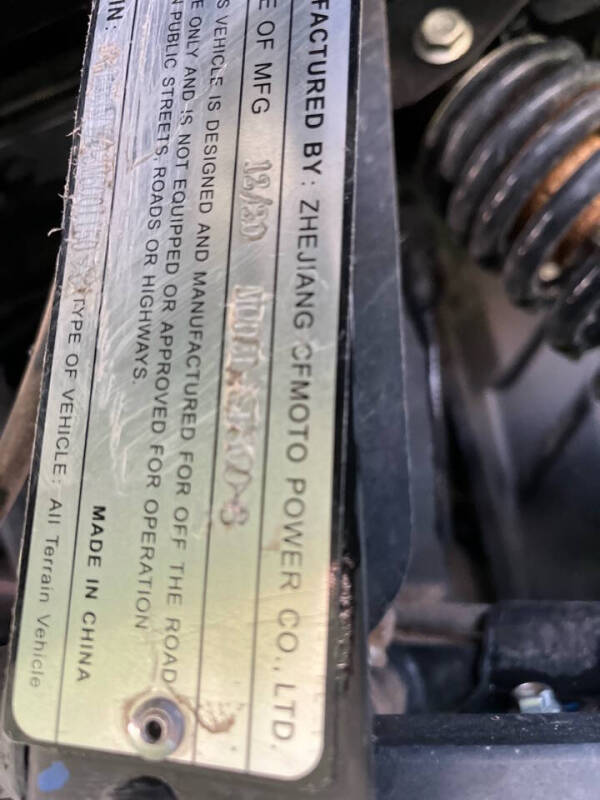 FACTURED BY: ZHEJIANG CFMOTO POWER CO., LTD.
E OF MFG 12/20
S VEHICLE IS DESIGNED AND MANUFACTURED FOR OFF THE ROAD
E ONLY AND IS NOT EQUIPPED OR APPROVED FOR OPERATION
N PUBLIC STREETS, ROADS OR HIGHWAYS.
MADE IN CHINA
IN:
TYPE OF VEHICLE: All Terrain Vehicle